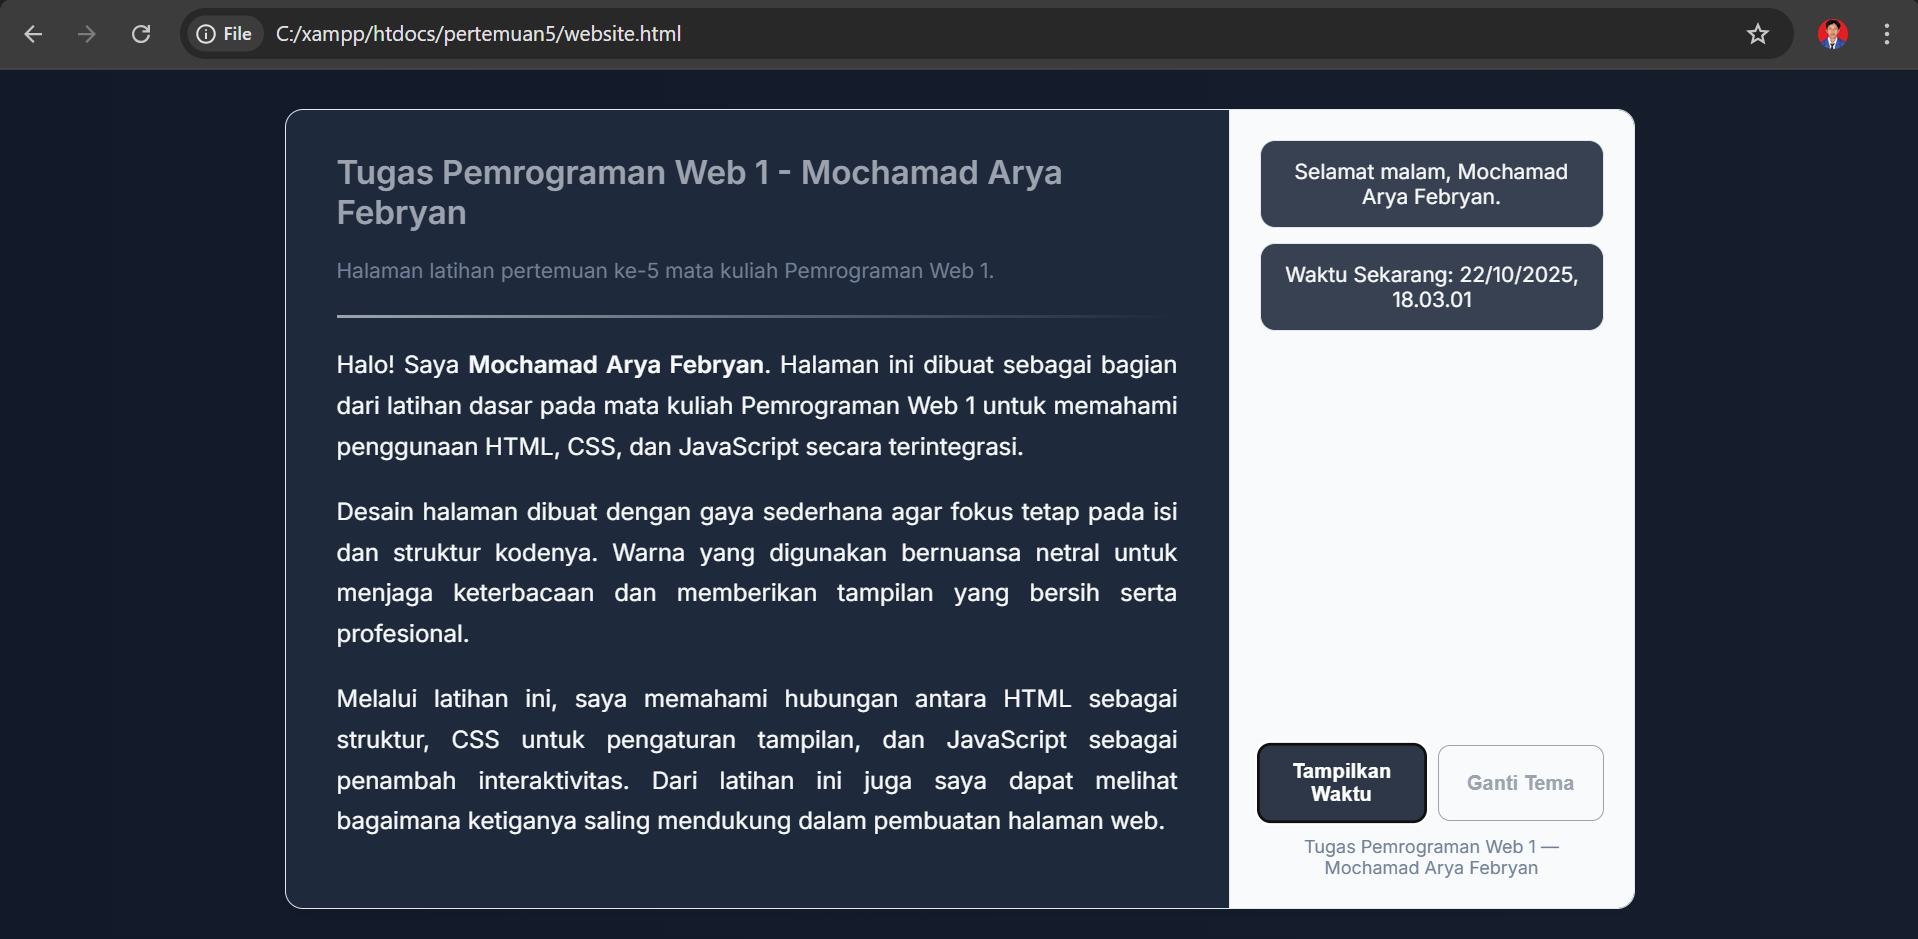 File C:/xampp/htdocs/pertemuan5/website.html
Tugas Pemrograman Web 1 - Mochamad Arya
Febryan
Halaman latihan pertemuan ke-5 mata kuliah Pemrograman Web 1.
Halo! Saya Mochamad Arya Febryan. Halaman ini dibuat sebagai bagian
dari latihan dasar pada mata kuliah Pemrograman Web 1 untuk memahami
penggunaan HTML, CSS, dan JavaScript secara terintegrasi.
Desain halaman dibuat dengan gaya sederhana agar fokus tetap pada isi
dan struktur kodenya. Warna yang digunakan bernuansa netral untuk
menjaga keterbacaan dan memberikan tampilan yang bersih serta
profesional.
Melalui latihan ini, saya memahami hubungan antara HTML sebagai
struktur, CSS untuk pengaturan tampilan, dan JavaScript sebagai
penambah interaktivitas. Dari latihan ini juga saya dapat melihat
bagaimana ketiganya saling mendukung dalam pembuatan halaman web.
Selamat malam, Mochamad
Arya Febryan.
Waktu Sekarang: 22/10/2025,
18.03.01
Tampilkan
Waktu
Ganti Tema
Tugas Pemrograman Web 1 —
Mochamad Arya Febryan